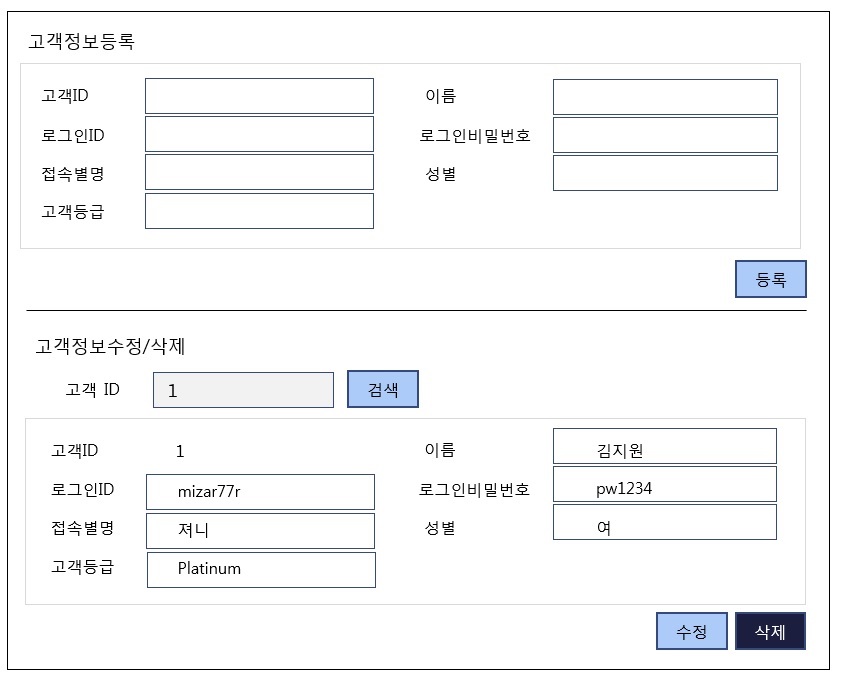 고객정보등록
고객ID 이름
로그인ID 로그인비밀번호
접속별명 성별
고객등급
등록
고객정보수정/삭제
고객 ID 1 검색
고객ID 1 이름 김지원
로그인ID mizar77r 로그인비밀번호 pw1234
접속별명 져니 성별 여
고객등급 Platinum
수정 삭제